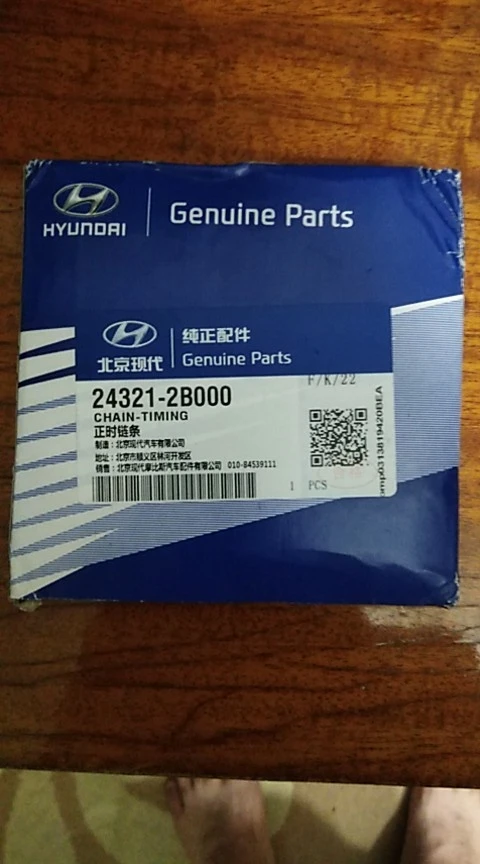 HYUNDAI
Genuine Parts
北京现代
纯正配件
Genuine Parts
24321-2B000
F/K/22
CHAIN-TIMING
正时链条
制造：北京现代汽车有限公司
地址：北京市顺义区林河开发区
销售：北京现代摩比斯汽车配件有限公司 010-84539111
1 PCS